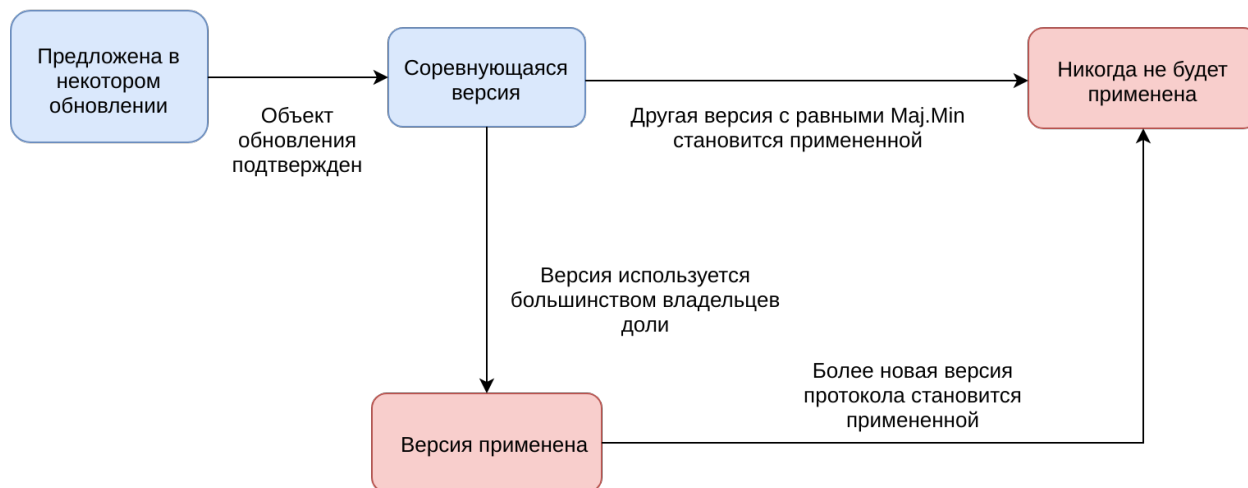 Предложена в
некотором
обновлении
Объект
обновления
подтвержден
Соревнующаяся
версия
Другая версия с равными Maj.Min
становится примененной
Никогда не будет
применена
Версия используется
большинством владельцев
доли
Версия применена
Более новая версия
протокола становится
примененной